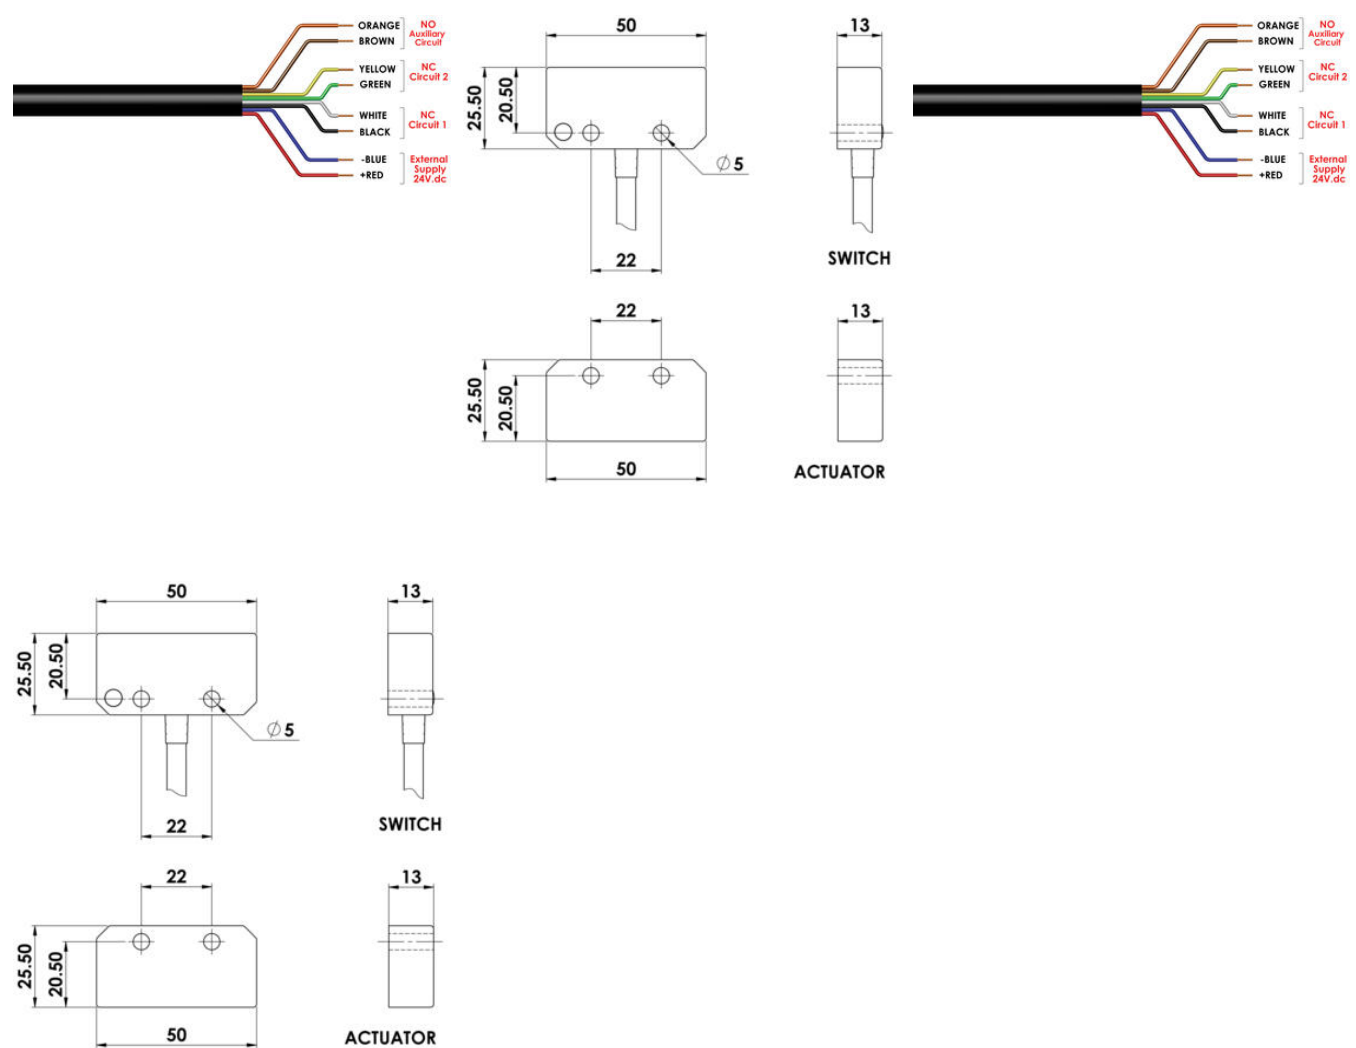 ORANGE
BROWN
NO
Auxiliary
Circuit
YELLOW
GREEN
NC
Circuit 2
WHITE
BLACK
NC
Circuit 1
-BLUE
+RED
External
Supply
24V.dc
50
13
25.50
20.50
Ø5
22
SWITCH
22
13
25.50
20.50
50
ACTUATOR
ORANGE
BROWN
NO
Auxiliary
Circuit
YELLOW
GREEN
NC
Circuit 2
WHITE
BLACK
NC
Circuit 1
-BLUE
+RED
External
Supply
24V.dc
50
13
25.50
20.50
Ø5
22
SWITCH
22
13
25.50
20.50
50
ACTUATOR